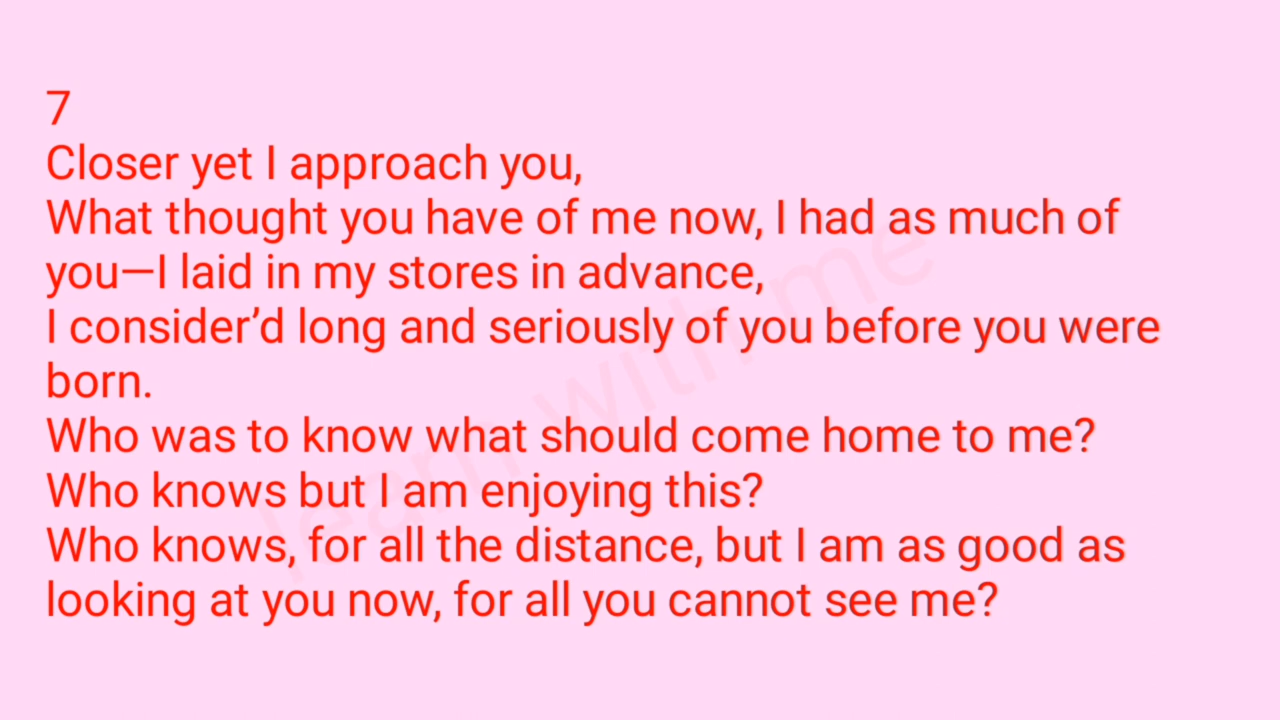 7
Closer yet I approach you,
What thought you have of me now, I had as much of
you—I laid in my stores in advance,
I consider’d long and seriously of you before you were
born.
Who was to know what should come home to me?
Who knows but I am enjoying this?
Who knows, for all the distance, but I am as good as
looking at you now, for all you cannot see me?
learn with me